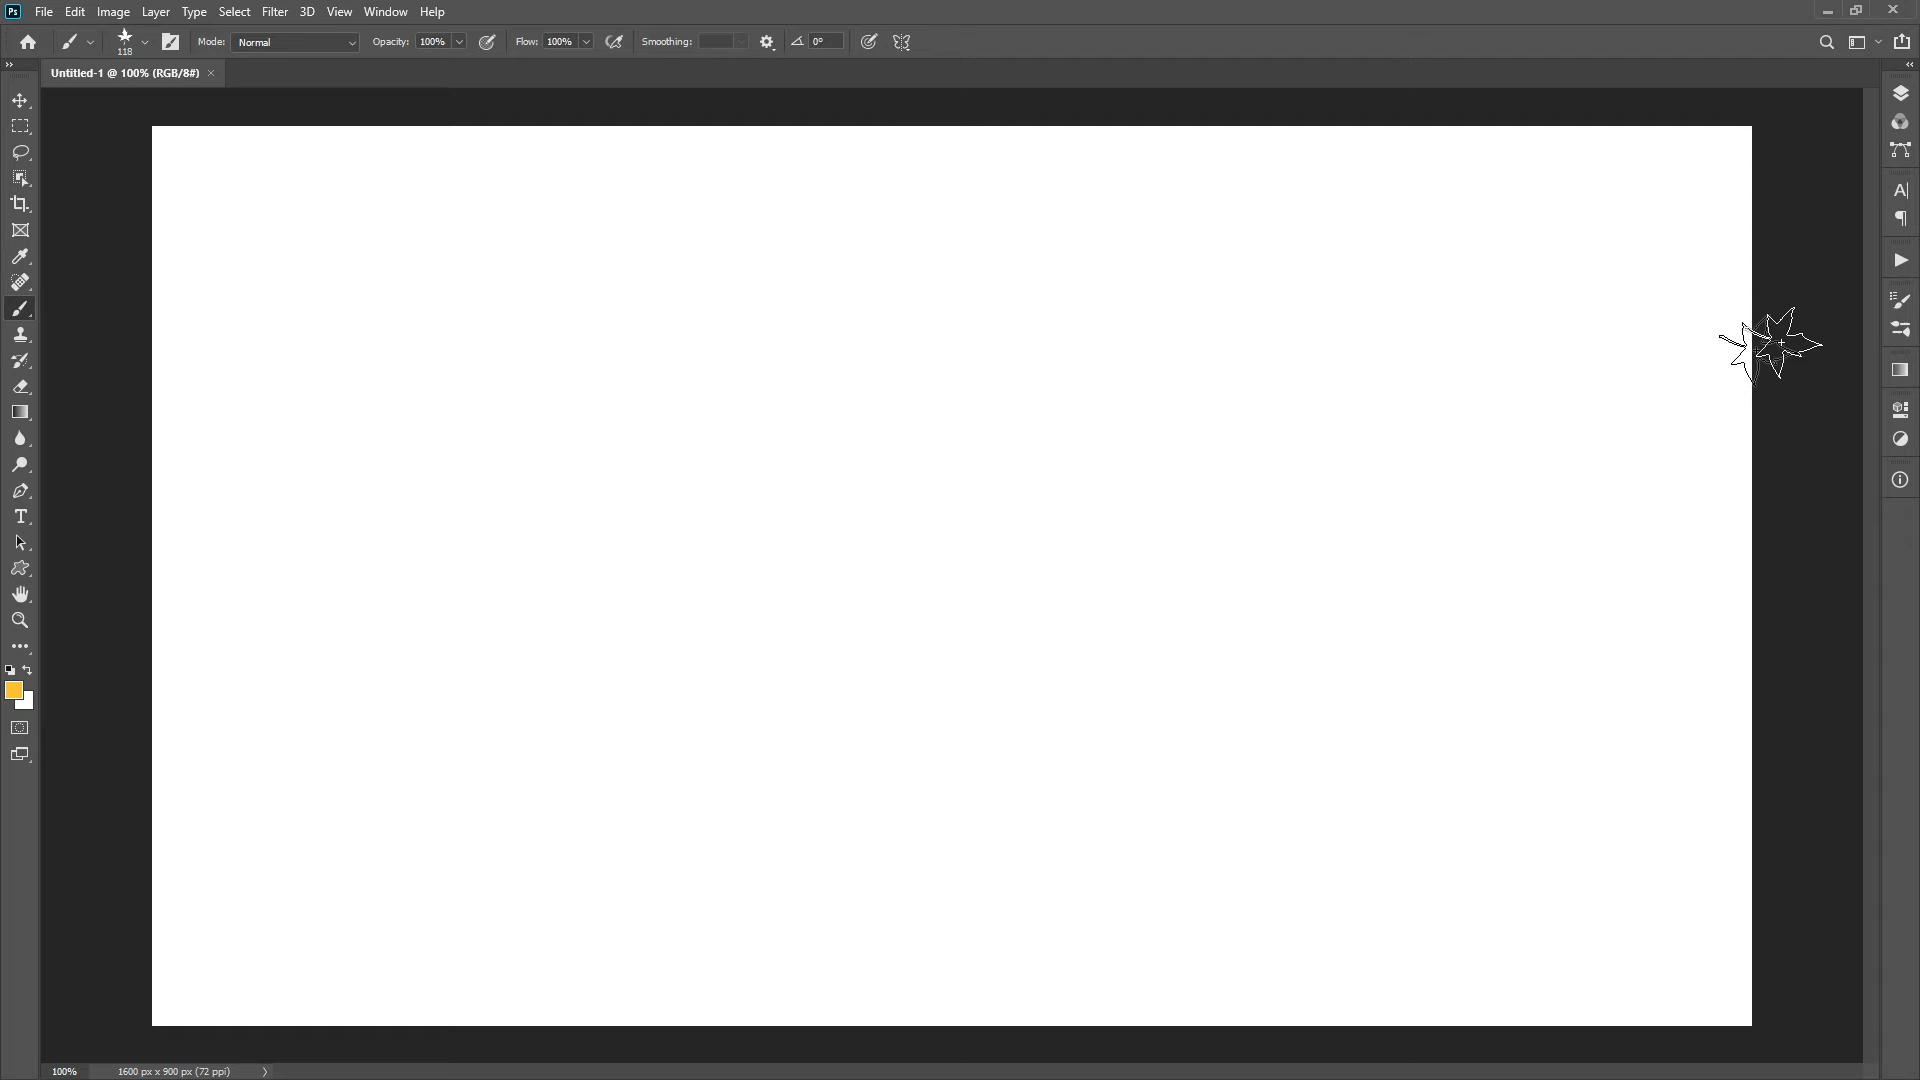 Ps File Edit Image Layer Type Select Filter 3D View Window Help
118 Mode: Normal Opacity: 100% Flow: 100% Smoothing: 0°
Untitled-1 @ 100% (RGB/8#) ×
100% 1600 px x 900 px (72 ppi)